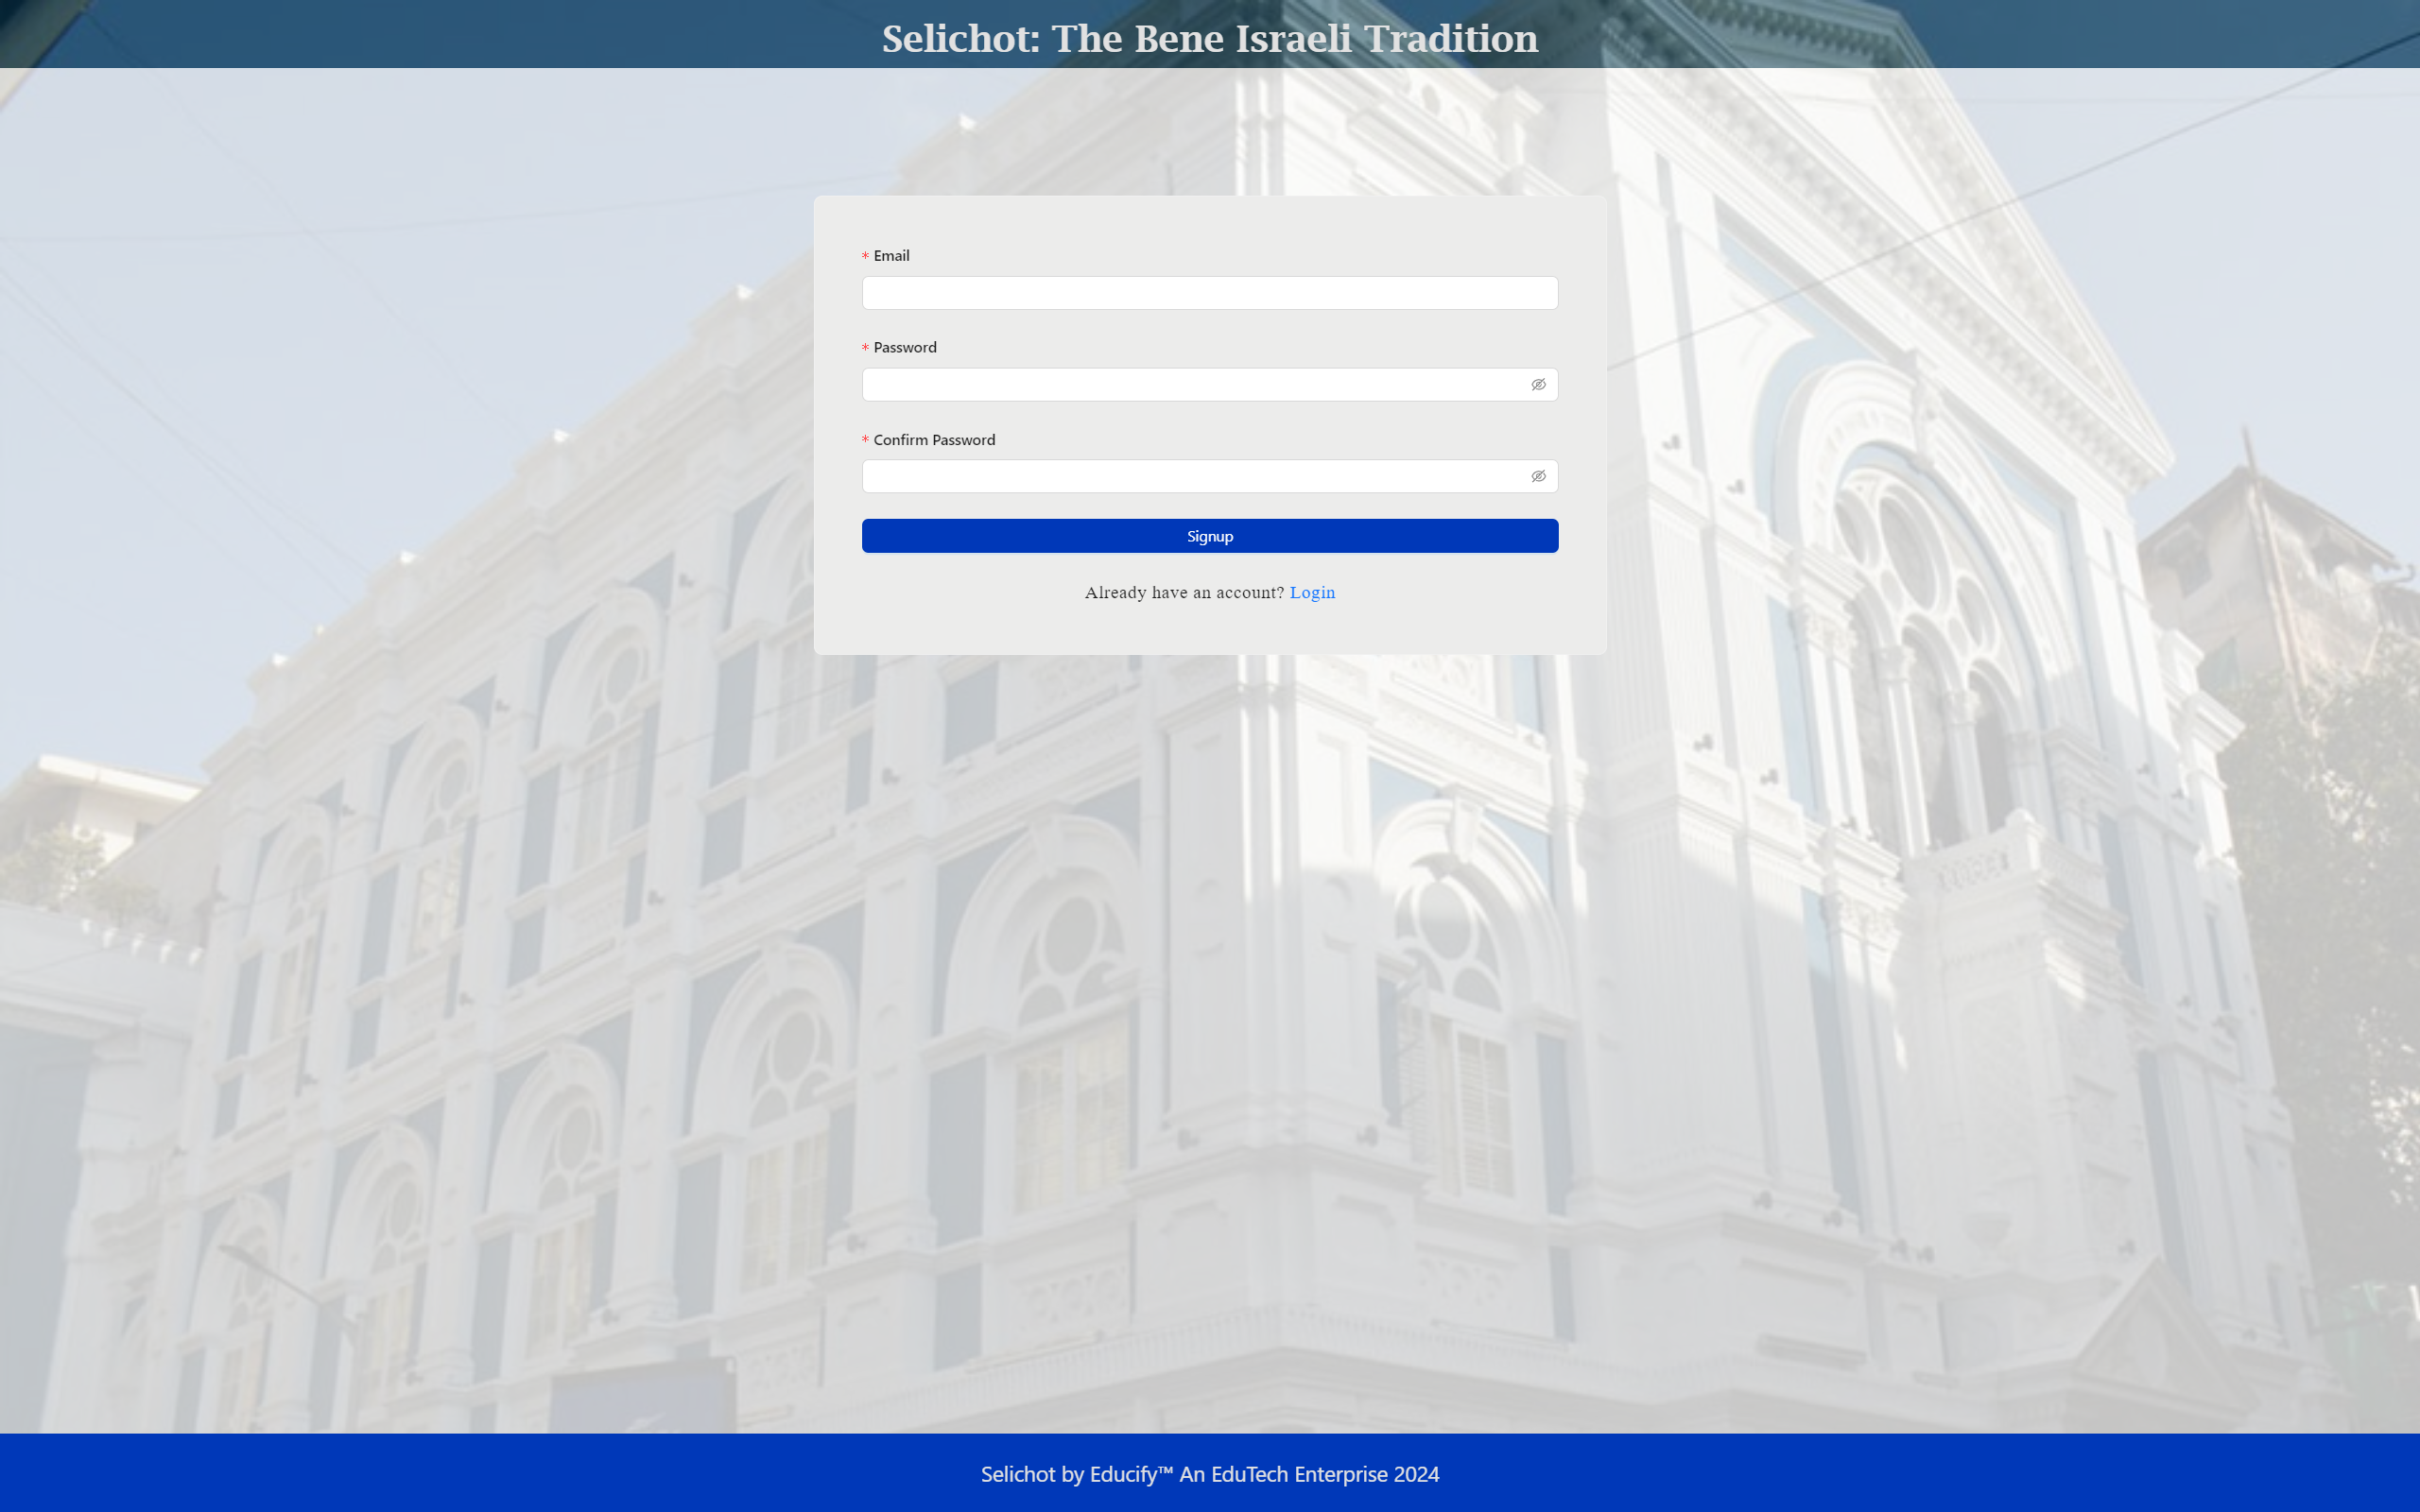 Selichot: The Bene Israeli Tradition
* Email
* Password
* Confirm Password
Signup
Already have an account? Login
Selichot by Educify™ An EduTech Enterprise 2024